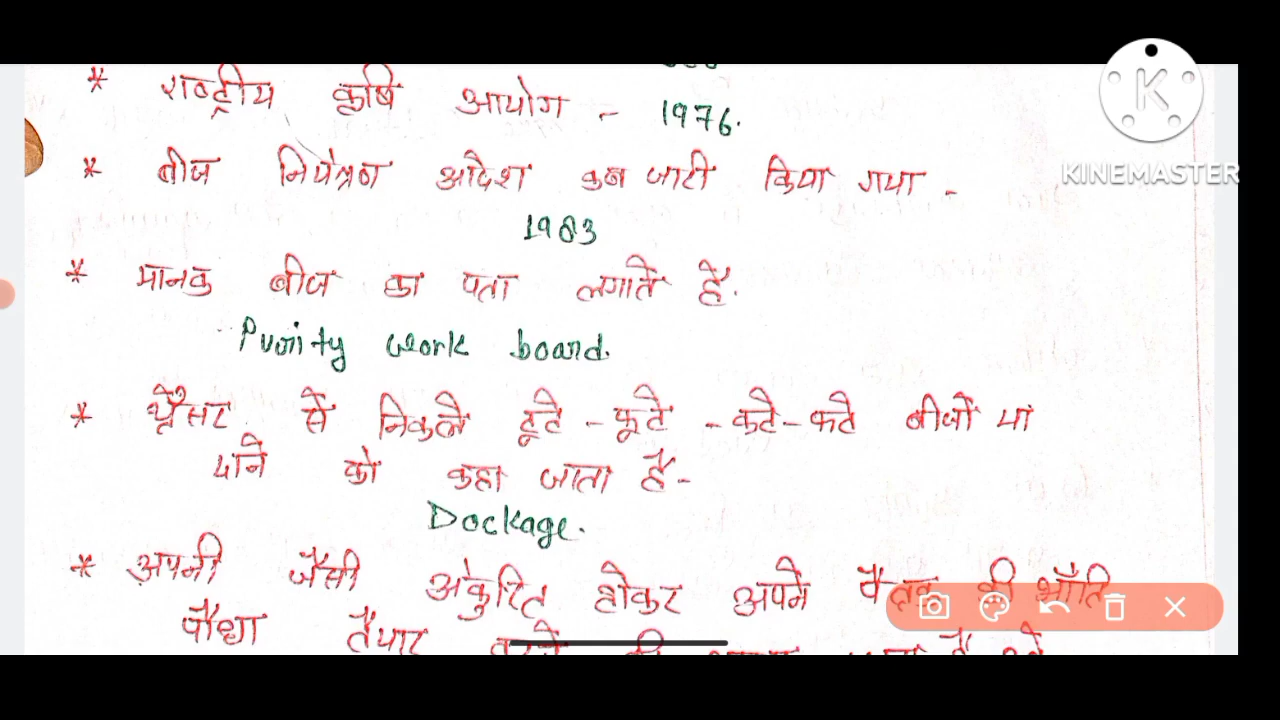 * राष्ट्रीय कृषि आयोग - 1976.
* बीज नियंत्रण आदेश कब जारी किया गया -
1983
* मानक बीज का पता लगाते हैं.
Purity work board.
* थ्रैसर से निकले टूटे - फूटे - कटे - फटे बीजों या
दाने को कहा जाता है -
Dockage.
* अपनी जैसी अंकुरित होकर अपने पैतृक की भाँति
पौधा तैयार करने की
KINEMASTER